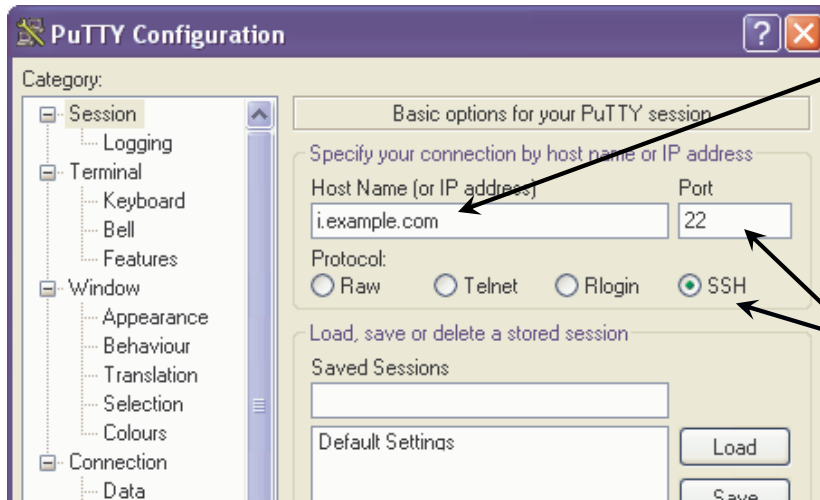 PuTTY Configuration
Category:
Session
Logging
Terminal
Keyboard
Bell
Features
Window
Appearance
Behaviour
Translation
Selection
Colours
Connection
Data
Basic options for your PuTTY session
Specify your connection by host name or IP address
Host Name (or IP address)
Port
i.example.com
22
Protocol:
Raw
Telnet
Rlogin
SSH
Load, save or delete a stored session
Saved Sessions
Default Settings
Load
Save